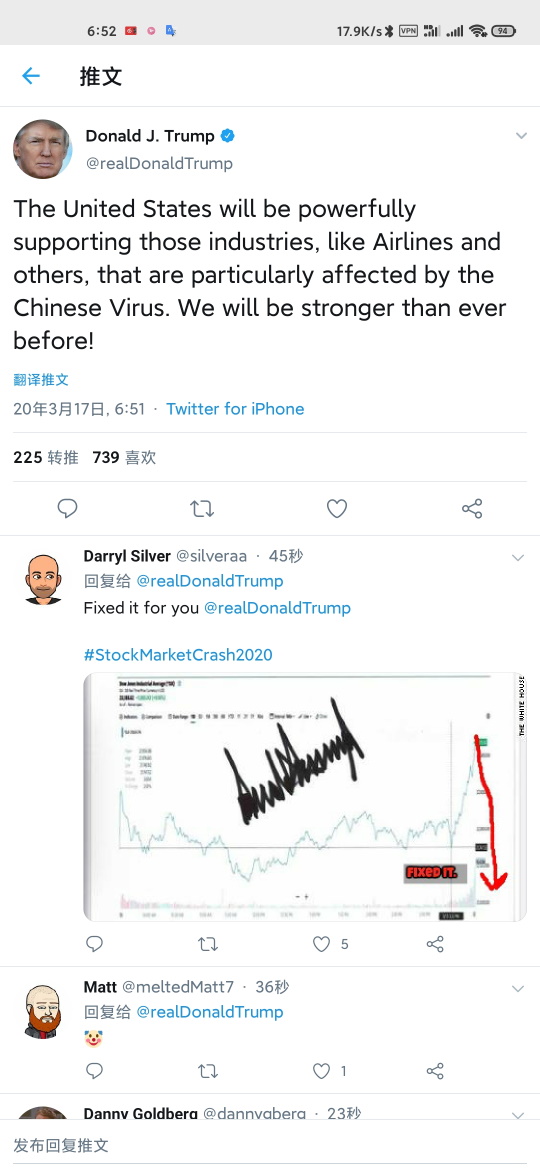 6:52
17.9K/s
VPN
94
推文
Donald J. Trump
@realDonaldTrump
The United States will be powerfully
supporting those industries, like Airlines and
others, that are particularly affected by the
Chinese Virus. We will be stronger than ever
before!
翻译推文
20年3月17日, 6:51 · Twitter for iPhone
225 转推 739 喜欢
Darryl Silver @silveraa · 45秒
回复给 @realDonaldTrump
Fixed it for you @realDonaldTrump
#StockMarketCrash2020
THE WHITE HOUSE
FIXED IT.
5
Matt @meltedMatt7 · 36秒
回复给 @realDonaldTrump
🤡
1
Danny Goldberg @dannygberg · 23秒
发布回复推文